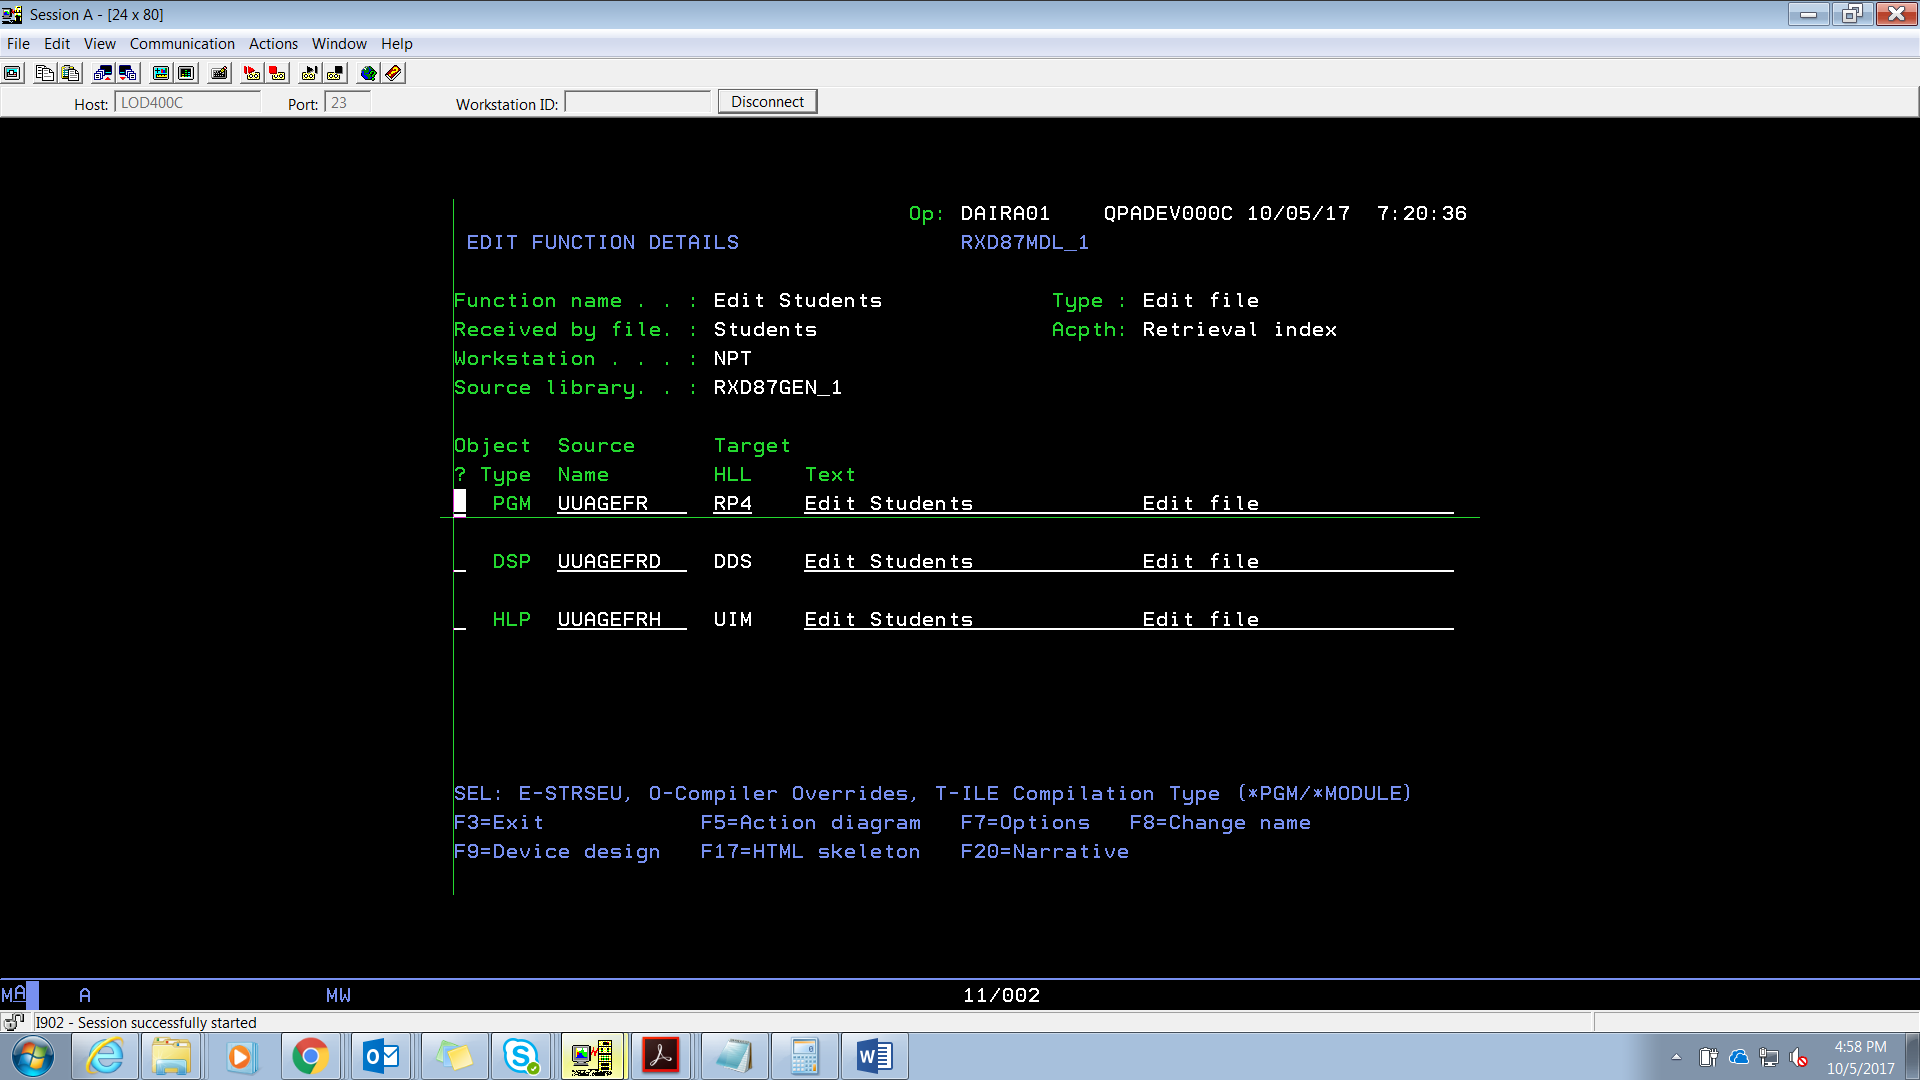 Session A - [24 x 80]
File Edit View Communication Actions Window Help
Host: LOD400C Port: 23 Workstation ID: Disconnect
Op: DAIRA01 QPADEV000C 10/05/17 7:20:36
EDIT FUNCTION DETAILS RXD87MDL_1
Function name . . : Edit Students Type : Edit file
Received by file. : Students Acpth: Retrieval index
Workstation . . . : NPT
Source library. . : RXD87GEN_1
Object Source Target
? Type Name HLL Text
PGM UUAGEFR RP4 Edit Students Edit file
DSP UUAGEFRD DDS Edit Students Edit file
HLP UUAGEFRH UIM Edit Students Edit file
SEL: E-STRSEU, O-Compiler Overrides, T-ILE Compilation Type (*PGM/*MODULE)
F3=Exit F5=Action diagram F7=Options F8=Change name
F9=Device design F17=HTML skeleton F20=Narrative
MA A MW 11/002
I902 - Session successfully started
4:58 PM
10/5/2017